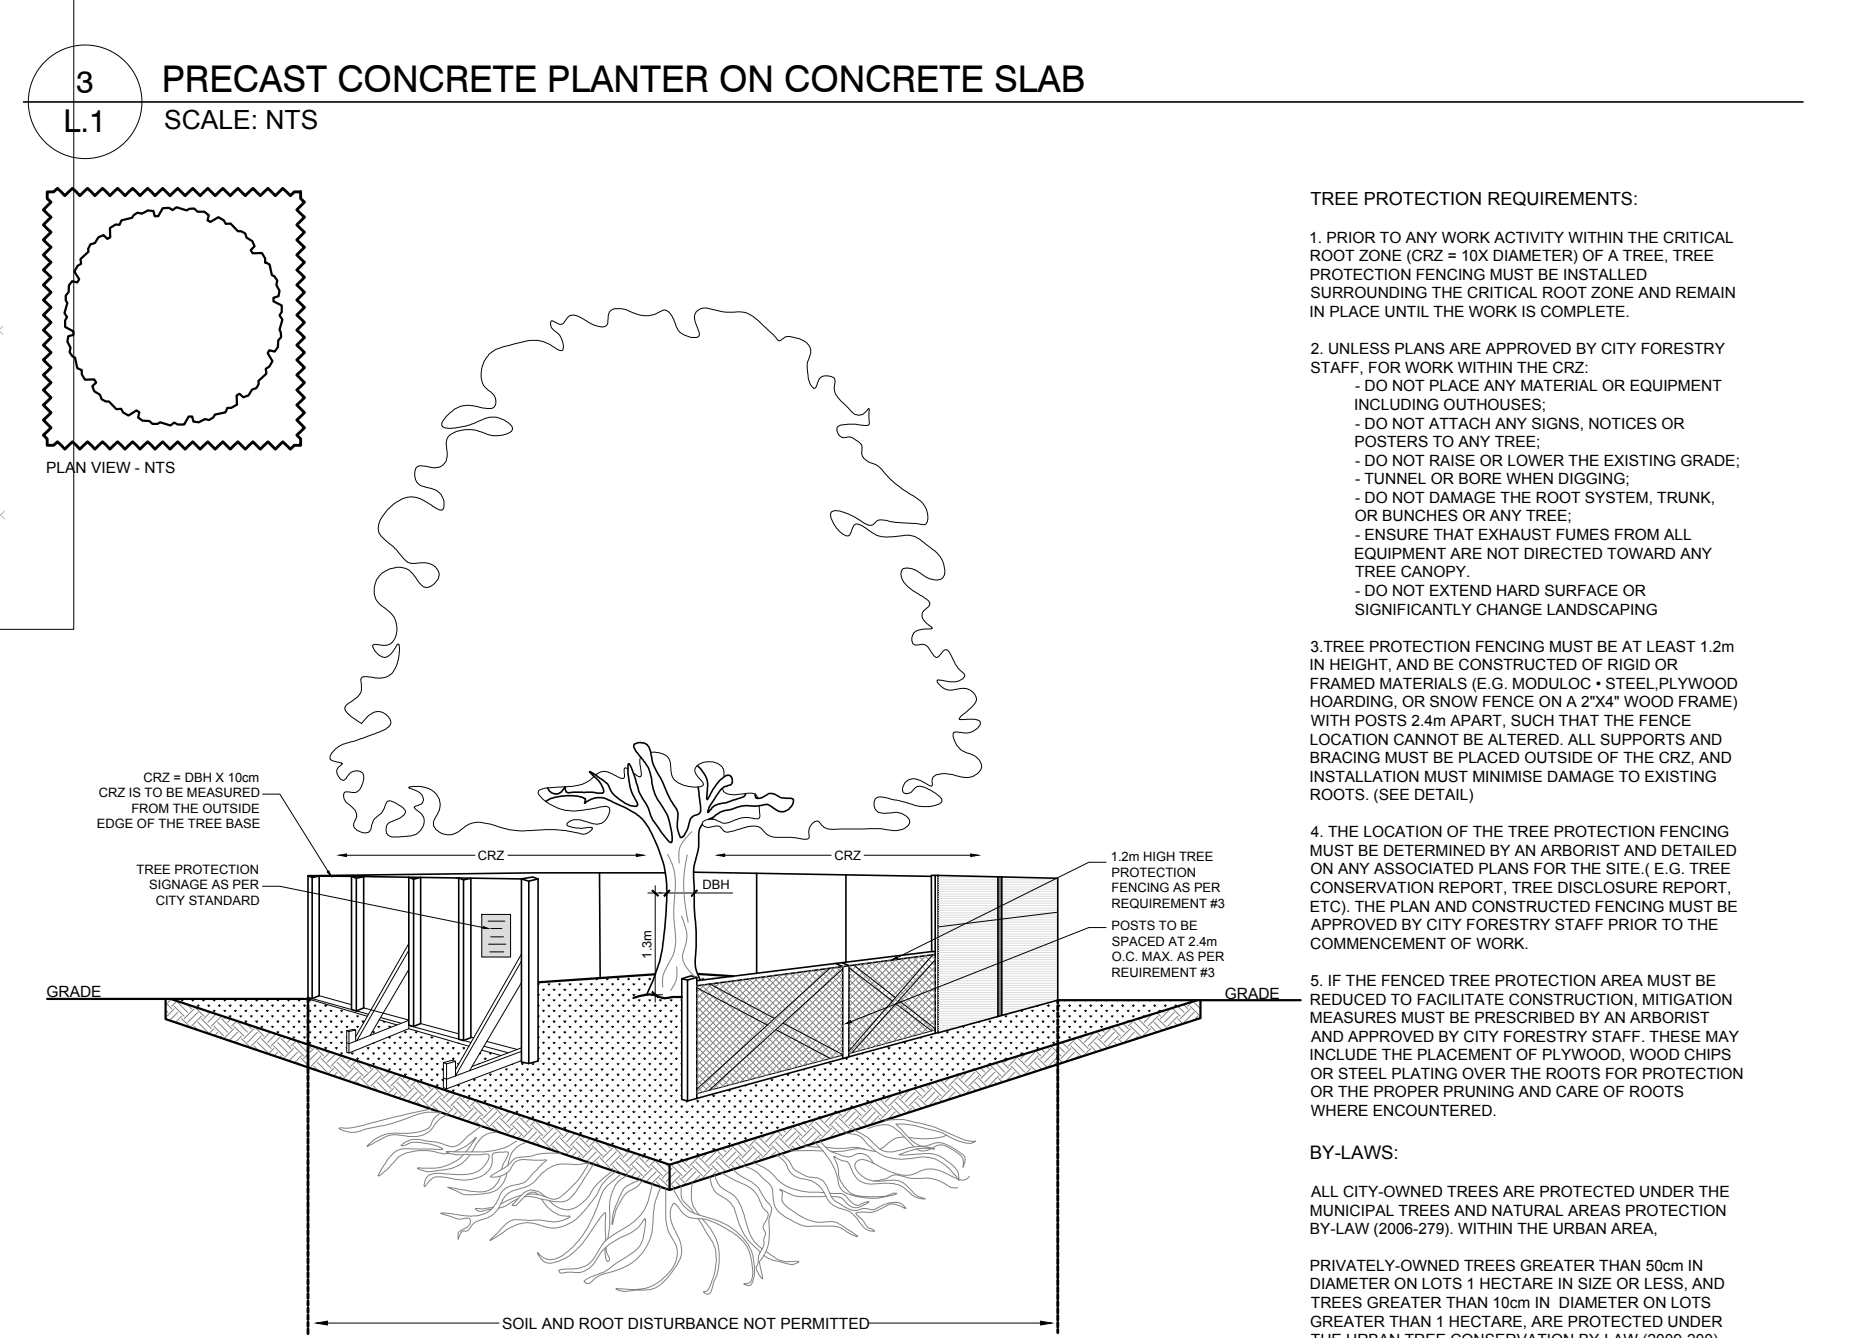 3
L.1
PRECAST CONCRETE PLANTER ON CONCRETE SLAB
SCALE: NTS
PLAN VIEW - NTS
CRZ = DBH X 10cm
CRZ IS TO BE MEASURED
FROM THE OUTSIDE
EDGE OF THE TREE BASE
TREE PROTECTION
SIGNAGE AS PER
CITY STANDARD
CRZ
CRZ
DBH
1.3m
1.2m HIGH TREE
PROTECTION
FENCING AS PER
REQUIREMENT #3
POSTS TO BE
SPACED AT 2.4m
O.C. MAX. AS PER
REUIREMENT #3
GRADE
GRADE
SOIL AND ROOT DISTURBANCE NOT PERMITTED
TREE PROTECTION REQUIREMENTS:
1. PRIOR TO ANY WORK ACTIVITY WITHIN THE CRITICAL
ROOT ZONE (CRZ = 10X DIAMETER) OF A TREE, TREE
PROTECTION FENCING MUST BE INSTALLED
SURROUNDING THE CRITICAL ROOT ZONE AND REMAIN
IN PLACE UNTIL THE WORK IS COMPLETE.
2. UNLESS PLANS ARE APPROVED BY CITY FORESTRY
STAFF, FOR WORK WITHIN THE CRZ:
- DO NOT PLACE ANY MATERIAL OR EQUIPMENT
INCLUDING OUTHOUSES;
- DO NOT ATTACH ANY SIGNS, NOTICES OR
POSTERS TO ANY TREE;
- DO NOT RAISE OR LOWER THE EXISTING GRADE;
- TUNNEL OR BORE WHEN DIGGING;
- DO NOT DAMAGE THE ROOT SYSTEM, TRUNK,
OR BUNCHES OR ANY TREE;
- ENSURE THAT EXHAUST FUMES FROM ALL
EQUIPMENT ARE NOT DIRECTED TOWARD ANY
TREE CANOPY.
- DO NOT EXTEND HARD SURFACE OR
SIGNIFICANTLY CHANGE LANDSCAPING
3.TREE PROTECTION FENCING MUST BE AT LEAST 1.2m
IN HEIGHT, AND BE CONSTRUCTED OF RIGID OR
FRAMED MATERIALS (E.G. MODULOC • STEEL,PLYWOOD
HOARDING, OR SNOW FENCE ON A 2"X4" WOOD FRAME)
WITH POSTS 2.4m APART, SUCH THAT THE FENCE
LOCATION CANNOT BE ALTERED. ALL SUPPORTS AND
BRACING MUST BE PLACED OUTSIDE OF THE CRZ, AND
INSTALLATION MUST MINIMISE DAMAGE TO EXISTING
ROOTS. (SEE DETAIL)
4. THE LOCATION OF THE TREE PROTECTION FENCING
MUST BE DETERMINED BY AN ARBORIST AND DETAILED
ON ANY ASSOCIATED PLANS FOR THE SITE.( E.G. TREE
CONSERVATION REPORT, TREE DISCLOSURE REPORT,
ETC). THE PLAN AND CONSTRUCTED FENCING MUST BE
APPROVED BY CITY FORESTRY STAFF PRIOR TO THE
COMMENCEMENT OF WORK.
5. IF THE FENCED TREE PROTECTION AREA MUST BE
REDUCED TO FACILITATE CONSTRUCTION, MITIGATION
MEASURES MUST BE PRESCRIBED BY AN ARBORIST
AND APPROVED BY CITY FORESTRY STAFF. THESE MAY
INCLUDE THE PLACEMENT OF PLYWOOD, WOOD CHIPS
OR STEEL PLATING OVER THE ROOTS FOR PROTECTION
OR THE PROPER PRUNING AND CARE OF ROOTS
WHERE ENCOUNTERED.
BY-LAWS:
ALL CITY-OWNED TREES ARE PROTECTED UNDER THE
MUNICIPAL TREES AND NATURAL AREAS PROTECTION
BY-LAW (2006-279). WITHIN THE URBAN AREA,
PRIVATELY-OWNED TREES GREATER THAN 50cm IN
DIAMETER ON LOTS 1 HECTARE IN SIZE OR LESS, AND
TREES GREATER THAN 10cm IN  DIAMETER ON LOTS
GREATER THAN 1 HECTARE, ARE PROTECTED UNDER
THE URBAN TREE CONSERVATION BY-LAW (2009-200)